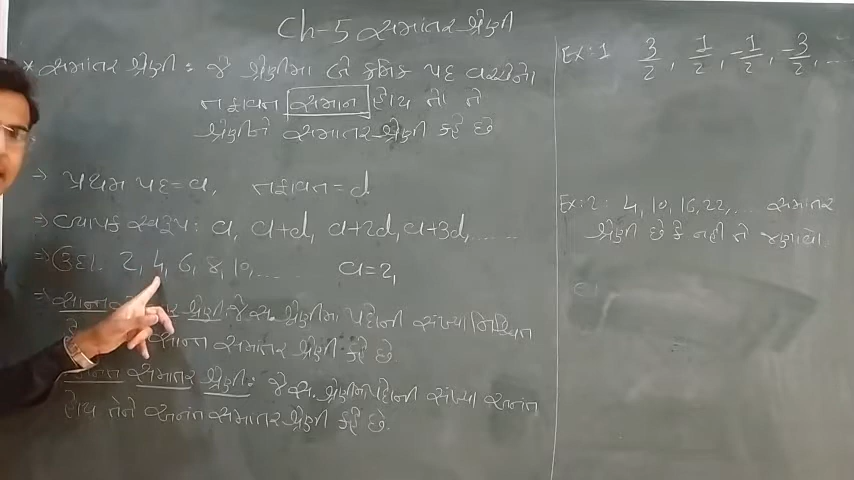 Ch-5 સમાંતર શ્રેણી
* સમાંતર શ્રેણી : જે શ્રેણીમાં બે ક્રમિક પદ વચ્ચેનો
તફાવત સમાન હોય તો તે
શ્રેણીને સમાંતર શ્રેણી કહે છે
→ પ્રથમ પદ = a, તફાવત = d
→ વ્યાપક સ્વરૂપ : a, a+d, a+2d, a+3d, ......
→ ઉદા. 2, 4, 6, 8, 10, .... a = 2,
→ શ્રેણી : જે સ. શ્રેણીમાં પદોની સંખ્યા નિશ્ચિત
સાન્ત સમાંતર શ્રેણી કહે છે.
સમાંતર શ્રેણી : જે સ. શ્રેણીમાં પદોની સંખ્યા અનંત
હોય તેને અનંત સમાંતર શ્રેણી કહે છે.
Ex: 1 3/2, 1/2, -1/2, -3/2, ...
Ex: 2 : 4, 10, 16, 22, ... સમાંતર
શ્રેણી છે કે નહીં તે જણાવો.